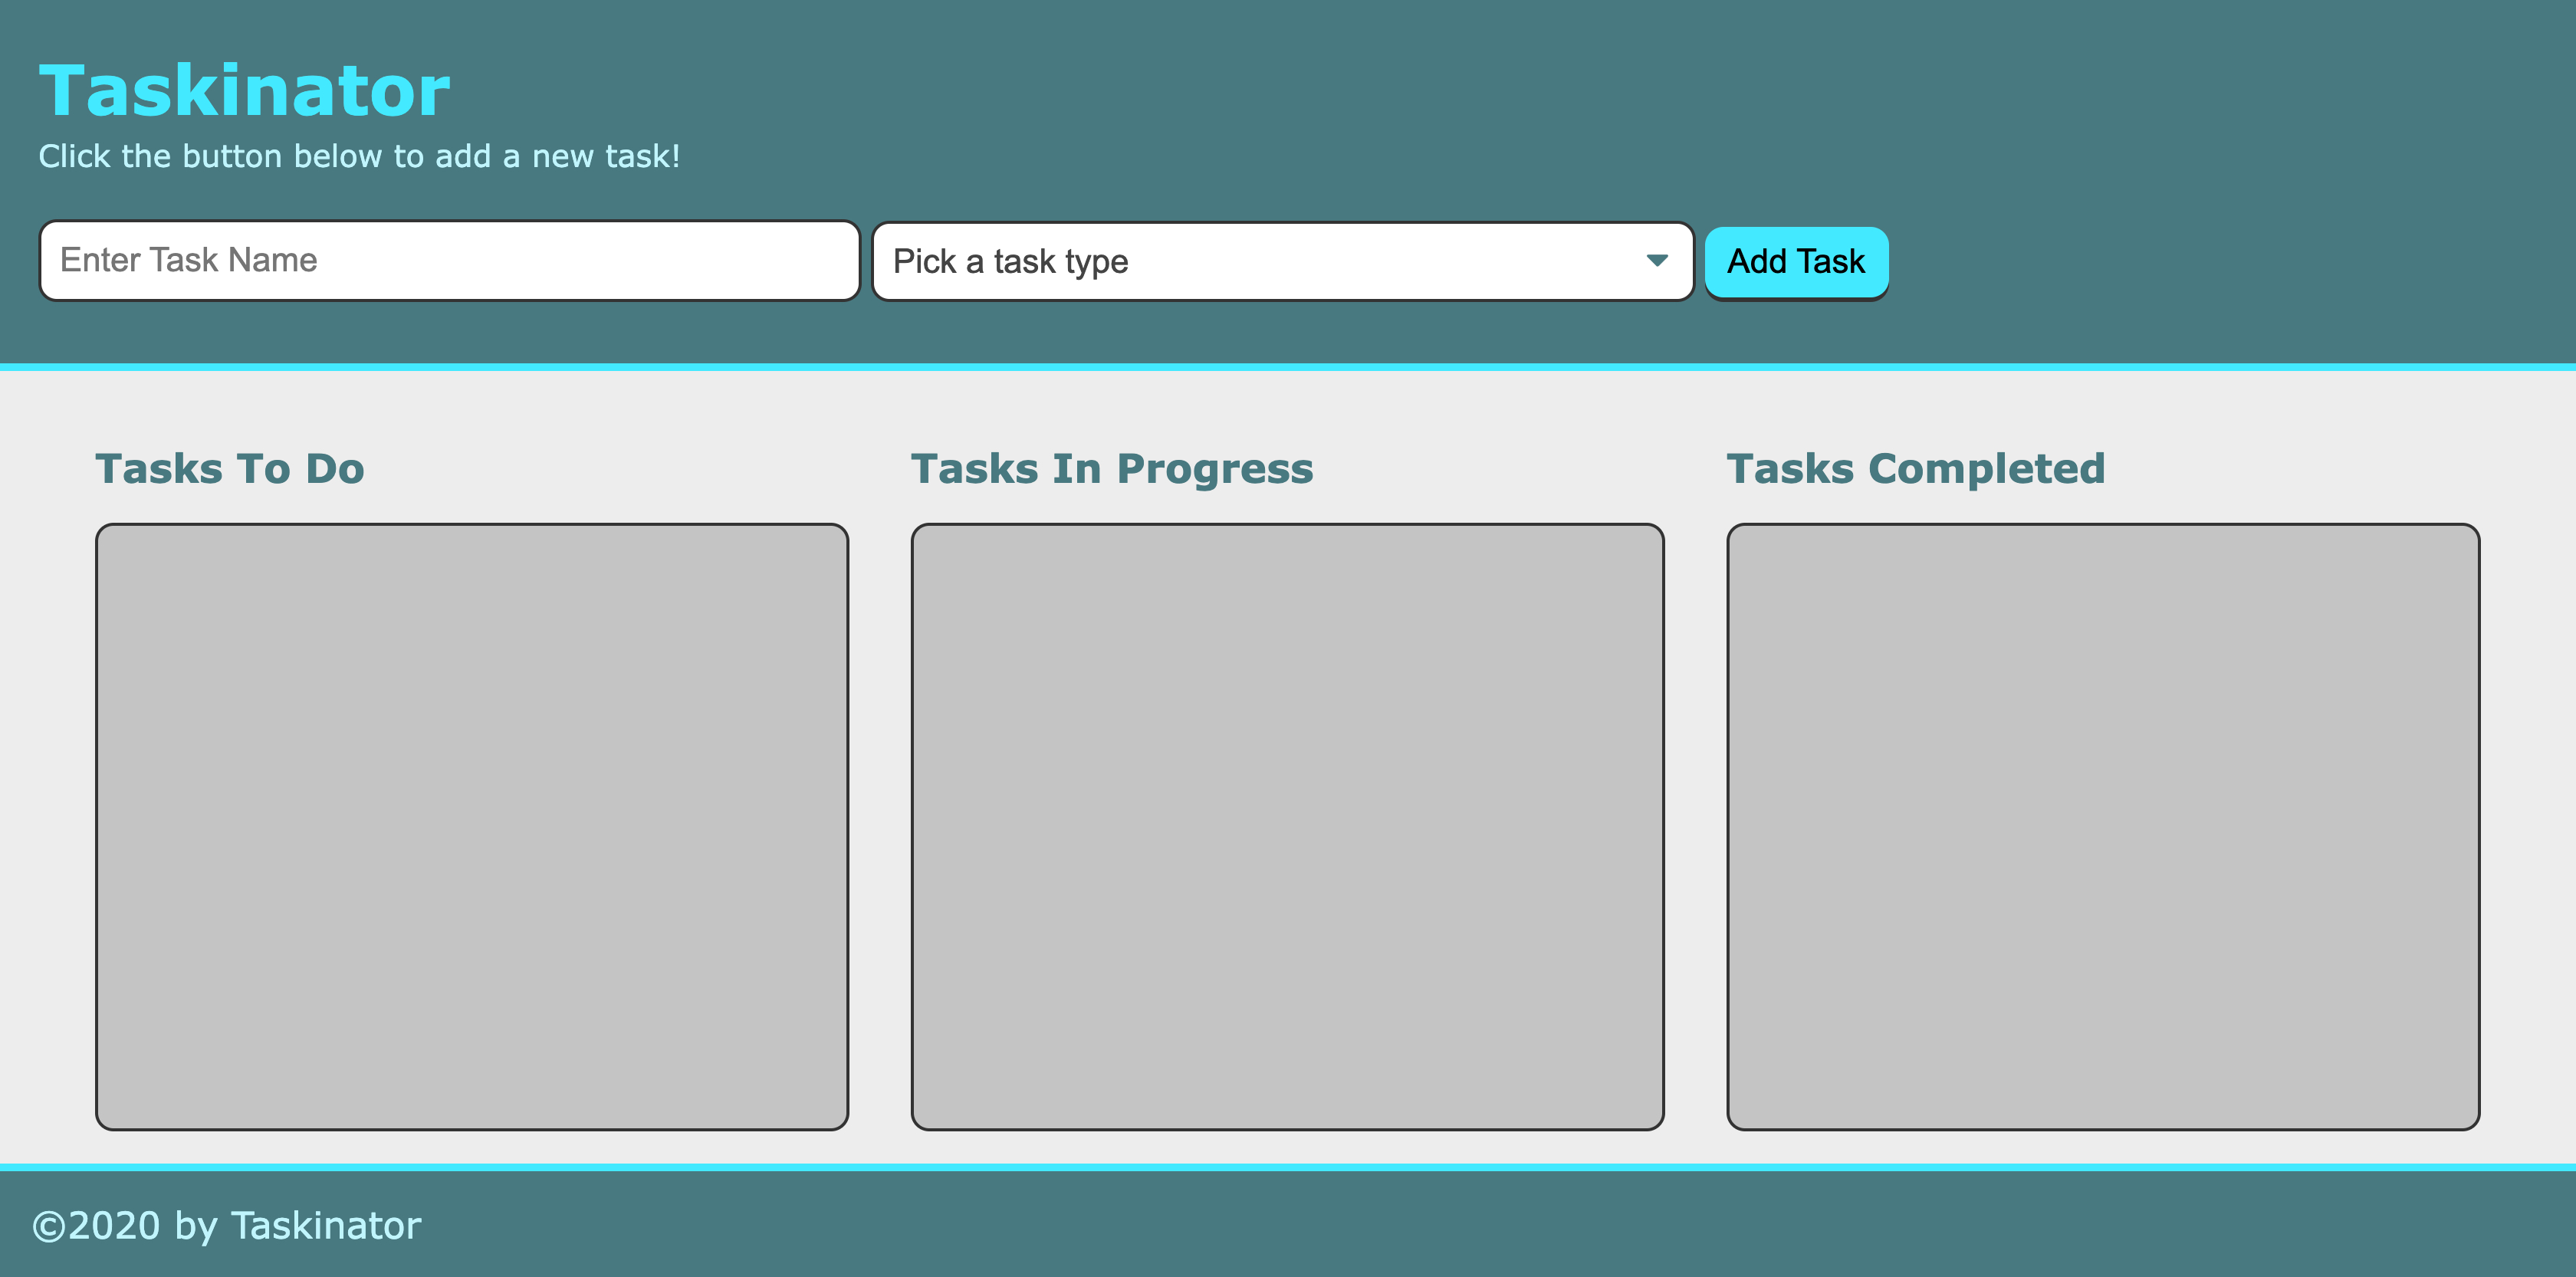 Taskinator
Click the button below to add a new task!
Enter Task Name
Pick a task type
Add Task
Tasks To Do
Tasks In Progress
Tasks Completed
©2020 by Taskinator